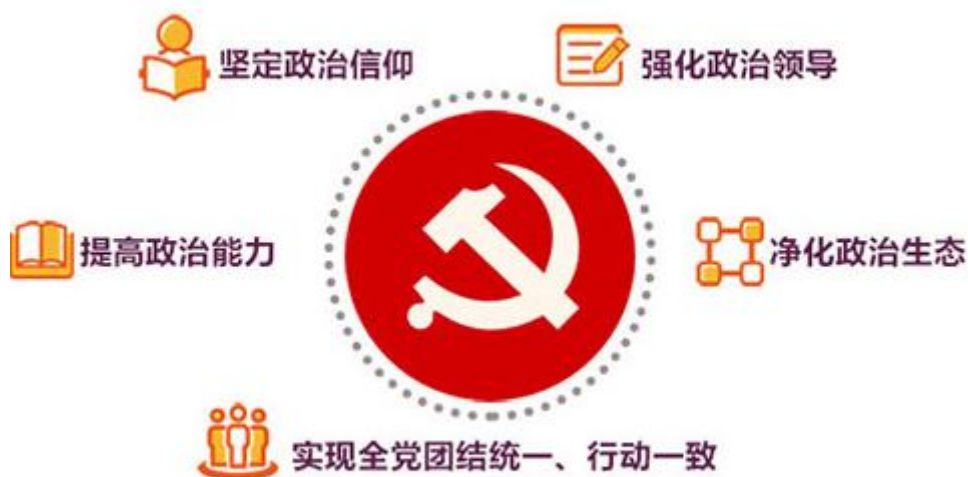 坚定政治信仰
强化政治领导
提高政治能力
净化政治生态
实现全党团结统一、行动一致